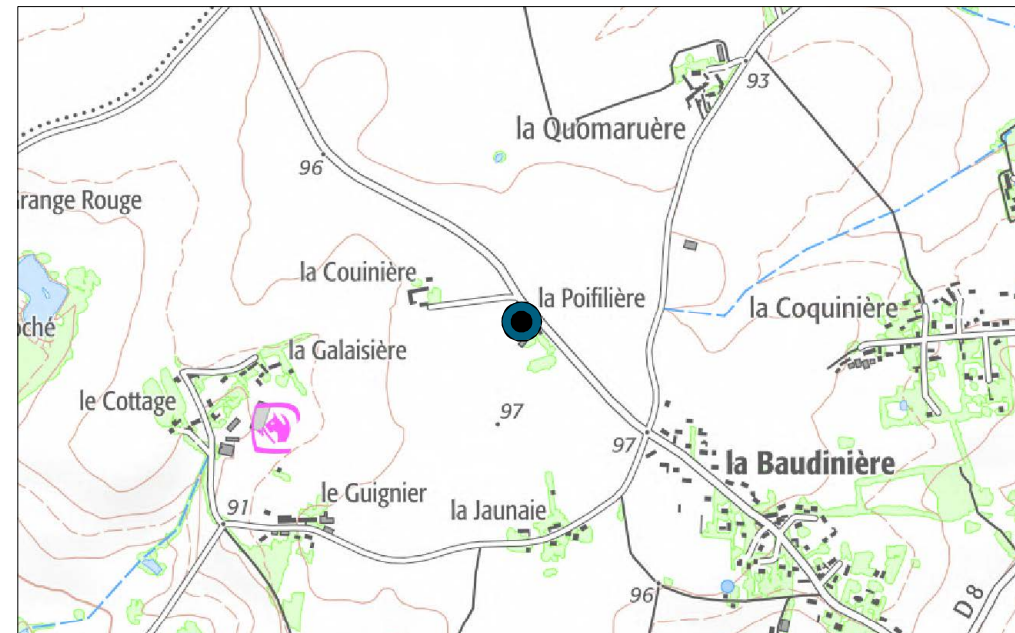 93
la Quomaruère
96
range Rouge
la Couinière
la Poifilière
la Coquinière
oché
la Galaisière
le Cottage
97
97
la Baudinière
le Guignier
la Jaunaie
91
96
D 8